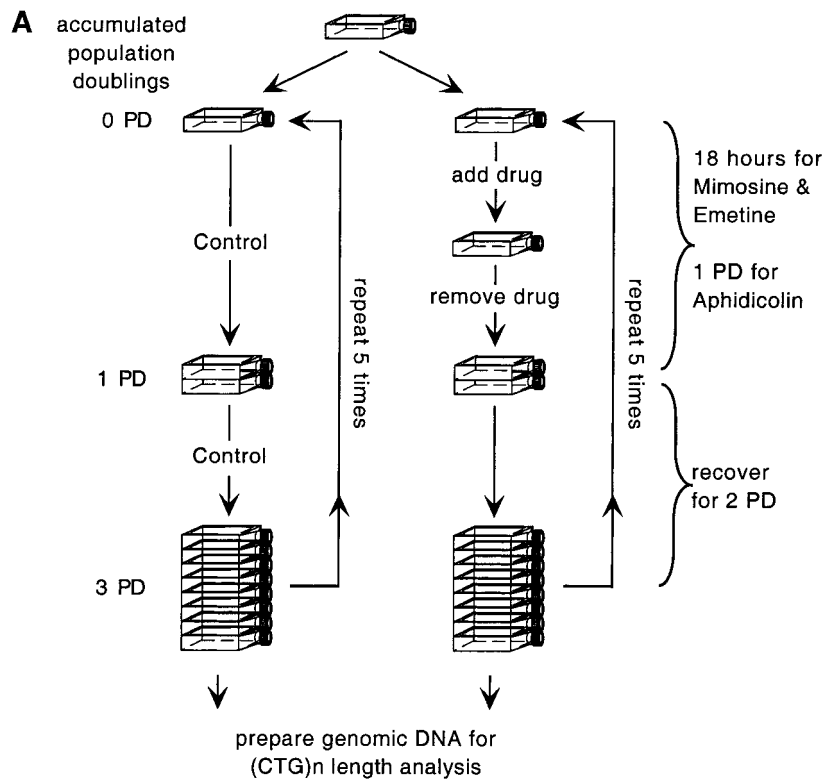 A
accumulated
population
doublings
0 PD
Control
1 PD
Control
3 PD
repeat 5 times
add drug
remove drug
repeat 5 times
18 hours for
Mimosine &
Emetine
1 PD for
Aphidicolin
recover
for 2 PD
prepare genomic DNA for
(CTG)n length analysis